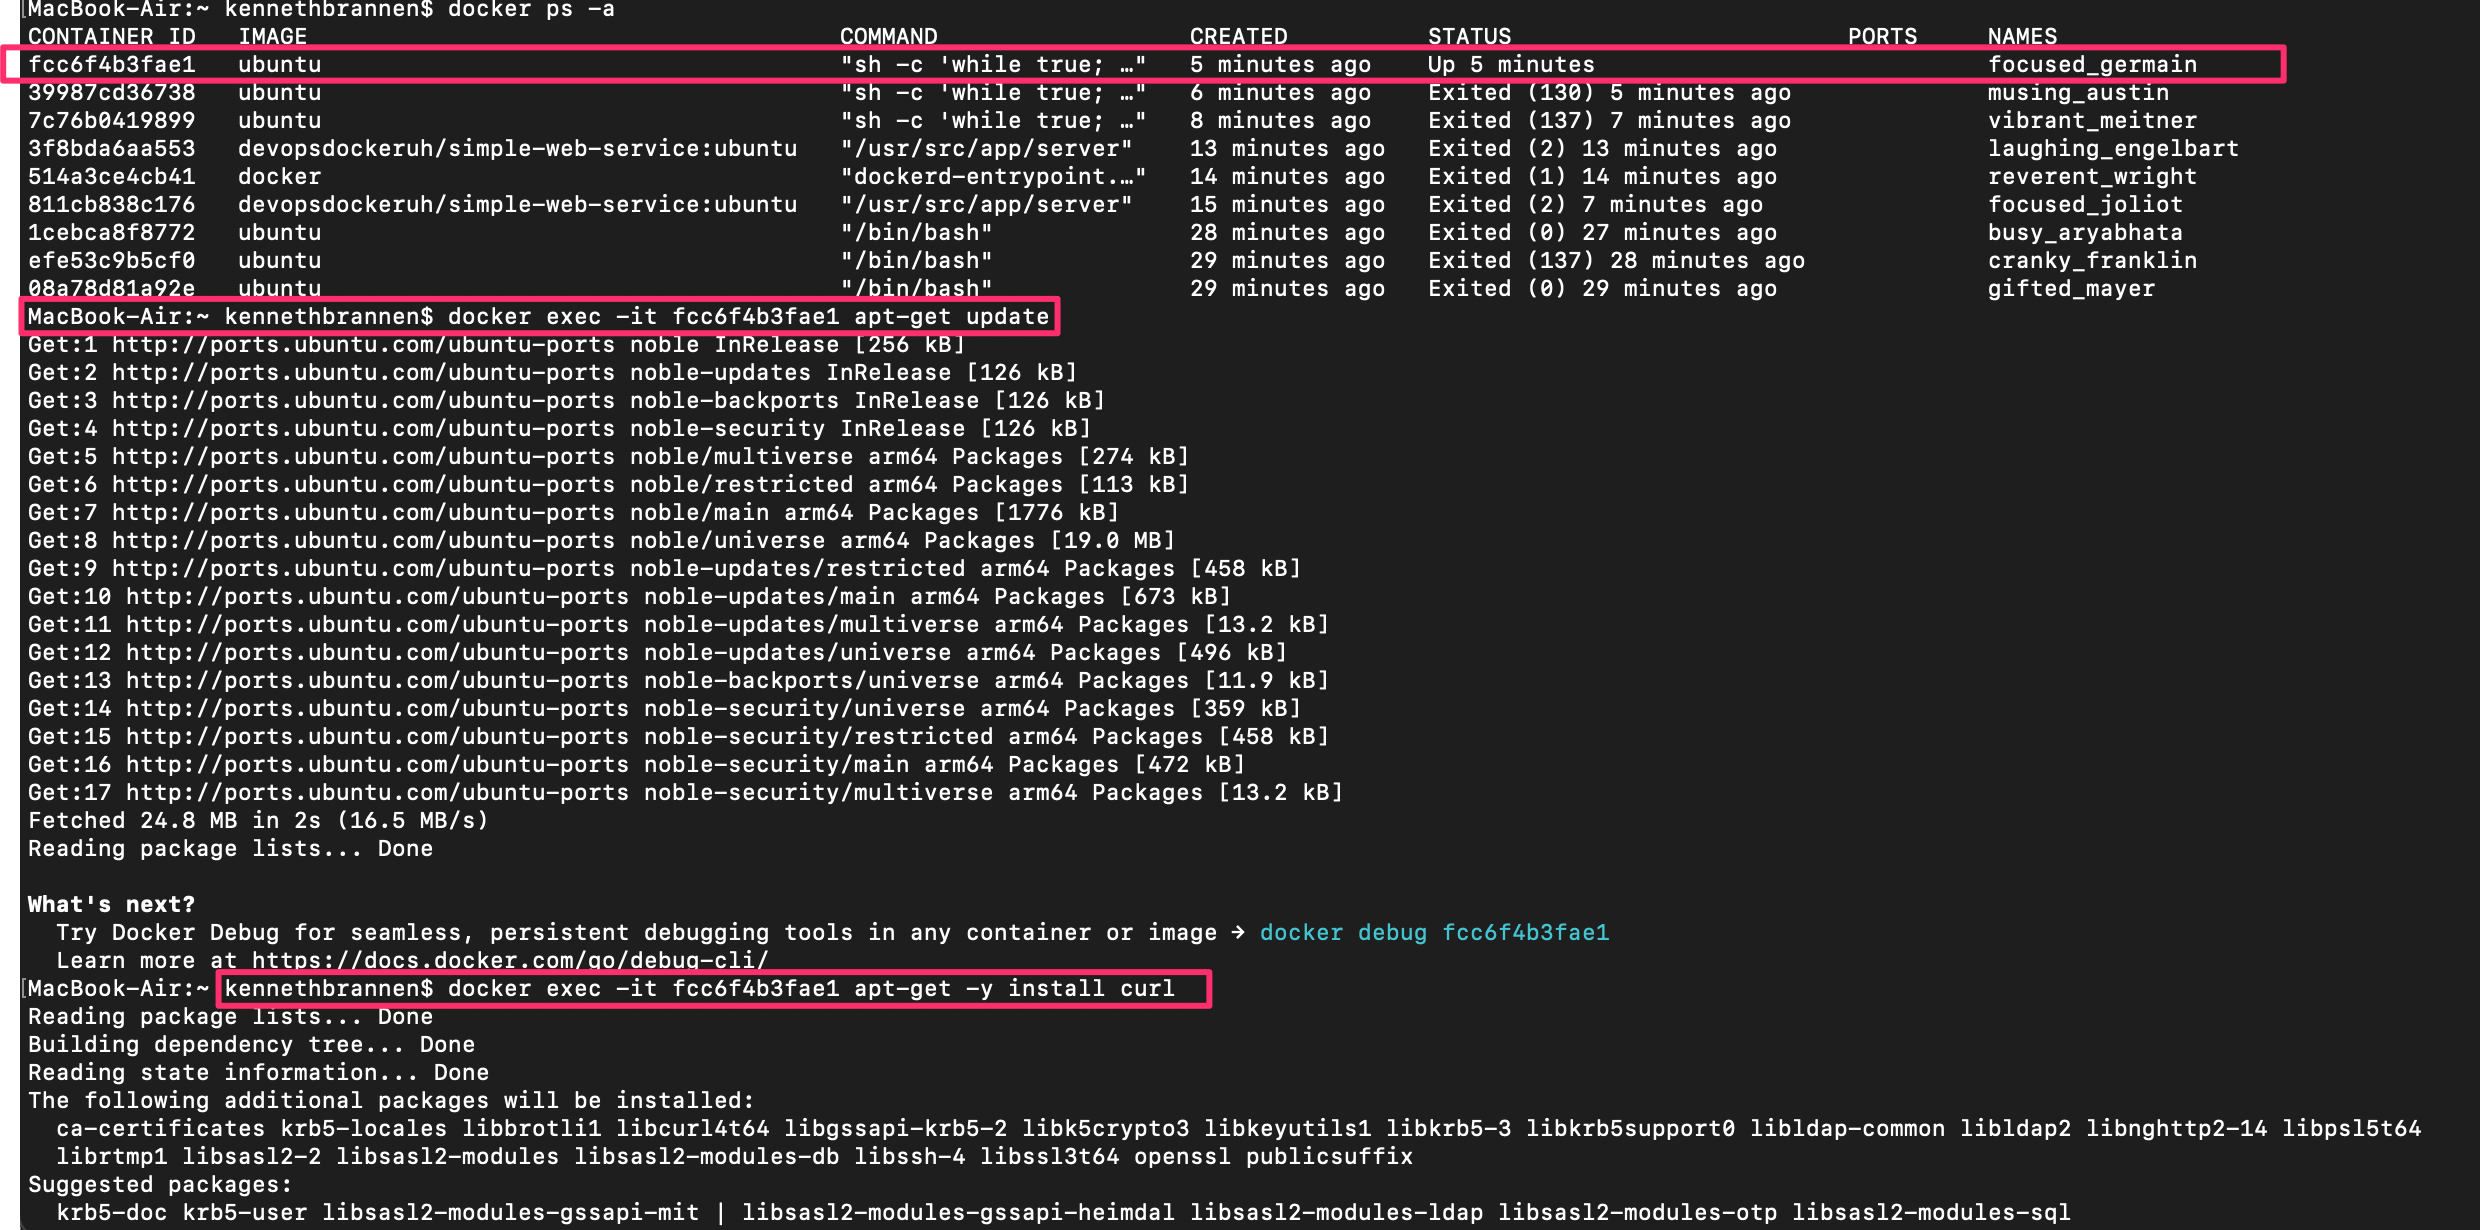 [MacBook-Air:~ kennethbrannen$ docker ps -a
CONTAINER ID   IMAGE                                      COMMAND                  CREATED          STATUS                        PORTS     NAMES
fcc6f4b3fae1   ubuntu                                     "sh -c 'while true; …"   5 minutes ago    Up 5 minutes                            focused_germain
39987cd36738   ubuntu                                     "sh -c 'while true; …"   6 minutes ago    Exited (130) 5 minutes ago              musing_austin
7c76b0419899   ubuntu                                     "sh -c 'while true; …"   8 minutes ago    Exited (137) 7 minutes ago              vibrant_meitner
3f8bda6aa553   devopsdockeruh/simple-web-service:ubuntu   "/usr/src/app/server"    13 minutes ago   Exited (2) 13 minutes ago               laughing_engelbart
514a3ce4cb41   docker                                     "dockerd-entrypoint.…"   14 minutes ago   Exited (1) 14 minutes ago               reverent_wright
811cb838c176   devopsdockeruh/simple-web-service:ubuntu   "/usr/src/app/server"    15 minutes ago   Exited (2) 7 minutes ago                focused_joliot
1cebca8f8772   ubuntu                                     "/bin/bash"              28 minutes ago   Exited (0) 27 minutes ago               busy_aryabhata
efe53c9b5cf0   ubuntu                                     "/bin/bash"              29 minutes ago   Exited (137) 28 minutes ago             cranky_franklin
08a78d81a92e   ubuntu                                     "/bin/bash"              29 minutes ago   Exited (0) 29 minutes ago               gifted_mayer
MacBook-Air:~ kennethbrannen$ docker exec -it fcc6f4b3fae1 apt-get update
Get:1 http://ports.ubuntu.com/ubuntu-ports noble InRelease [256 kB]
Get:2 http://ports.ubuntu.com/ubuntu-ports noble-updates InRelease [126 kB]
Get:3 http://ports.ubuntu.com/ubuntu-ports noble-backports InRelease [126 kB]
Get:4 http://ports.ubuntu.com/ubuntu-ports noble-security InRelease [126 kB]
Get:5 http://ports.ubuntu.com/ubuntu-ports noble/multiverse arm64 Packages [274 kB]
Get:6 http://ports.ubuntu.com/ubuntu-ports noble/restricted arm64 Packages [113 kB]
Get:7 http://ports.ubuntu.com/ubuntu-ports noble/main arm64 Packages [1776 kB]
Get:8 http://ports.ubuntu.com/ubuntu-ports noble/universe arm64 Packages [19.0 MB]
Get:9 http://ports.ubuntu.com/ubuntu-ports noble-updates/restricted arm64 Packages [458 kB]
Get:10 http://ports.ubuntu.com/ubuntu-ports noble-updates/main arm64 Packages [673 kB]
Get:11 http://ports.ubuntu.com/ubuntu-ports noble-updates/multiverse arm64 Packages [13.2 kB]
Get:12 http://ports.ubuntu.com/ubuntu-ports noble-updates/universe arm64 Packages [496 kB]
Get:13 http://ports.ubuntu.com/ubuntu-ports noble-backports/universe arm64 Packages [11.9 kB]
Get:14 http://ports.ubuntu.com/ubuntu-ports noble-security/universe arm64 Packages [359 kB]
Get:15 http://ports.ubuntu.com/ubuntu-ports noble-security/restricted arm64 Packages [458 kB]
Get:16 http://ports.ubuntu.com/ubuntu-ports noble-security/main arm64 Packages [472 kB]
Get:17 http://ports.ubuntu.com/ubuntu-ports noble-security/multiverse arm64 Packages [13.2 kB]
Fetched 24.8 MB in 2s (16.5 MB/s)
Reading package lists... Done
What's next?
  Try Docker Debug for seamless, persistent debugging tools in any container or image → docker debug fcc6f4b3fae1
  Learn more at https://docs.docker.com/go/debug-cli/
[MacBook-Air:~ kennethbrannen$ docker exec -it fcc6f4b3fae1 apt-get -y install curl
Reading package lists... Done
Building dependency tree... Done
Reading state information... Done
The following additional packages will be installed:
  ca-certificates krb5-locales libbrotli1 libcurl4t64 libgssapi-krb5-2 libk5crypto3 libkeyutils1 libkrb5-3 libkrb5support0 libldap-common libldap2 libnghttp2-14 libpsl5t64
  librtmp1 libsasl2-2 libsasl2-modules libsasl2-modules-db libssh-4 libssl3t64 openssl publicsuffix
Suggested packages:
  krb5-doc krb5-user libsasl2-modules-gssapi-mit | libsasl2-modules-gssapi-heimdal libsasl2-modules-ldap libsasl2-modules-otp libsasl2-modules-sql